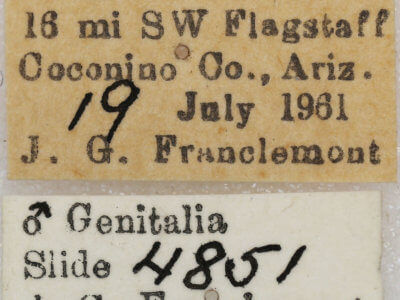 16 mi SW Flagstaff
Coconino Co., Ariz.
19 July 1961
J. G. Franclemont
♂ Genitalia
Slide 4851